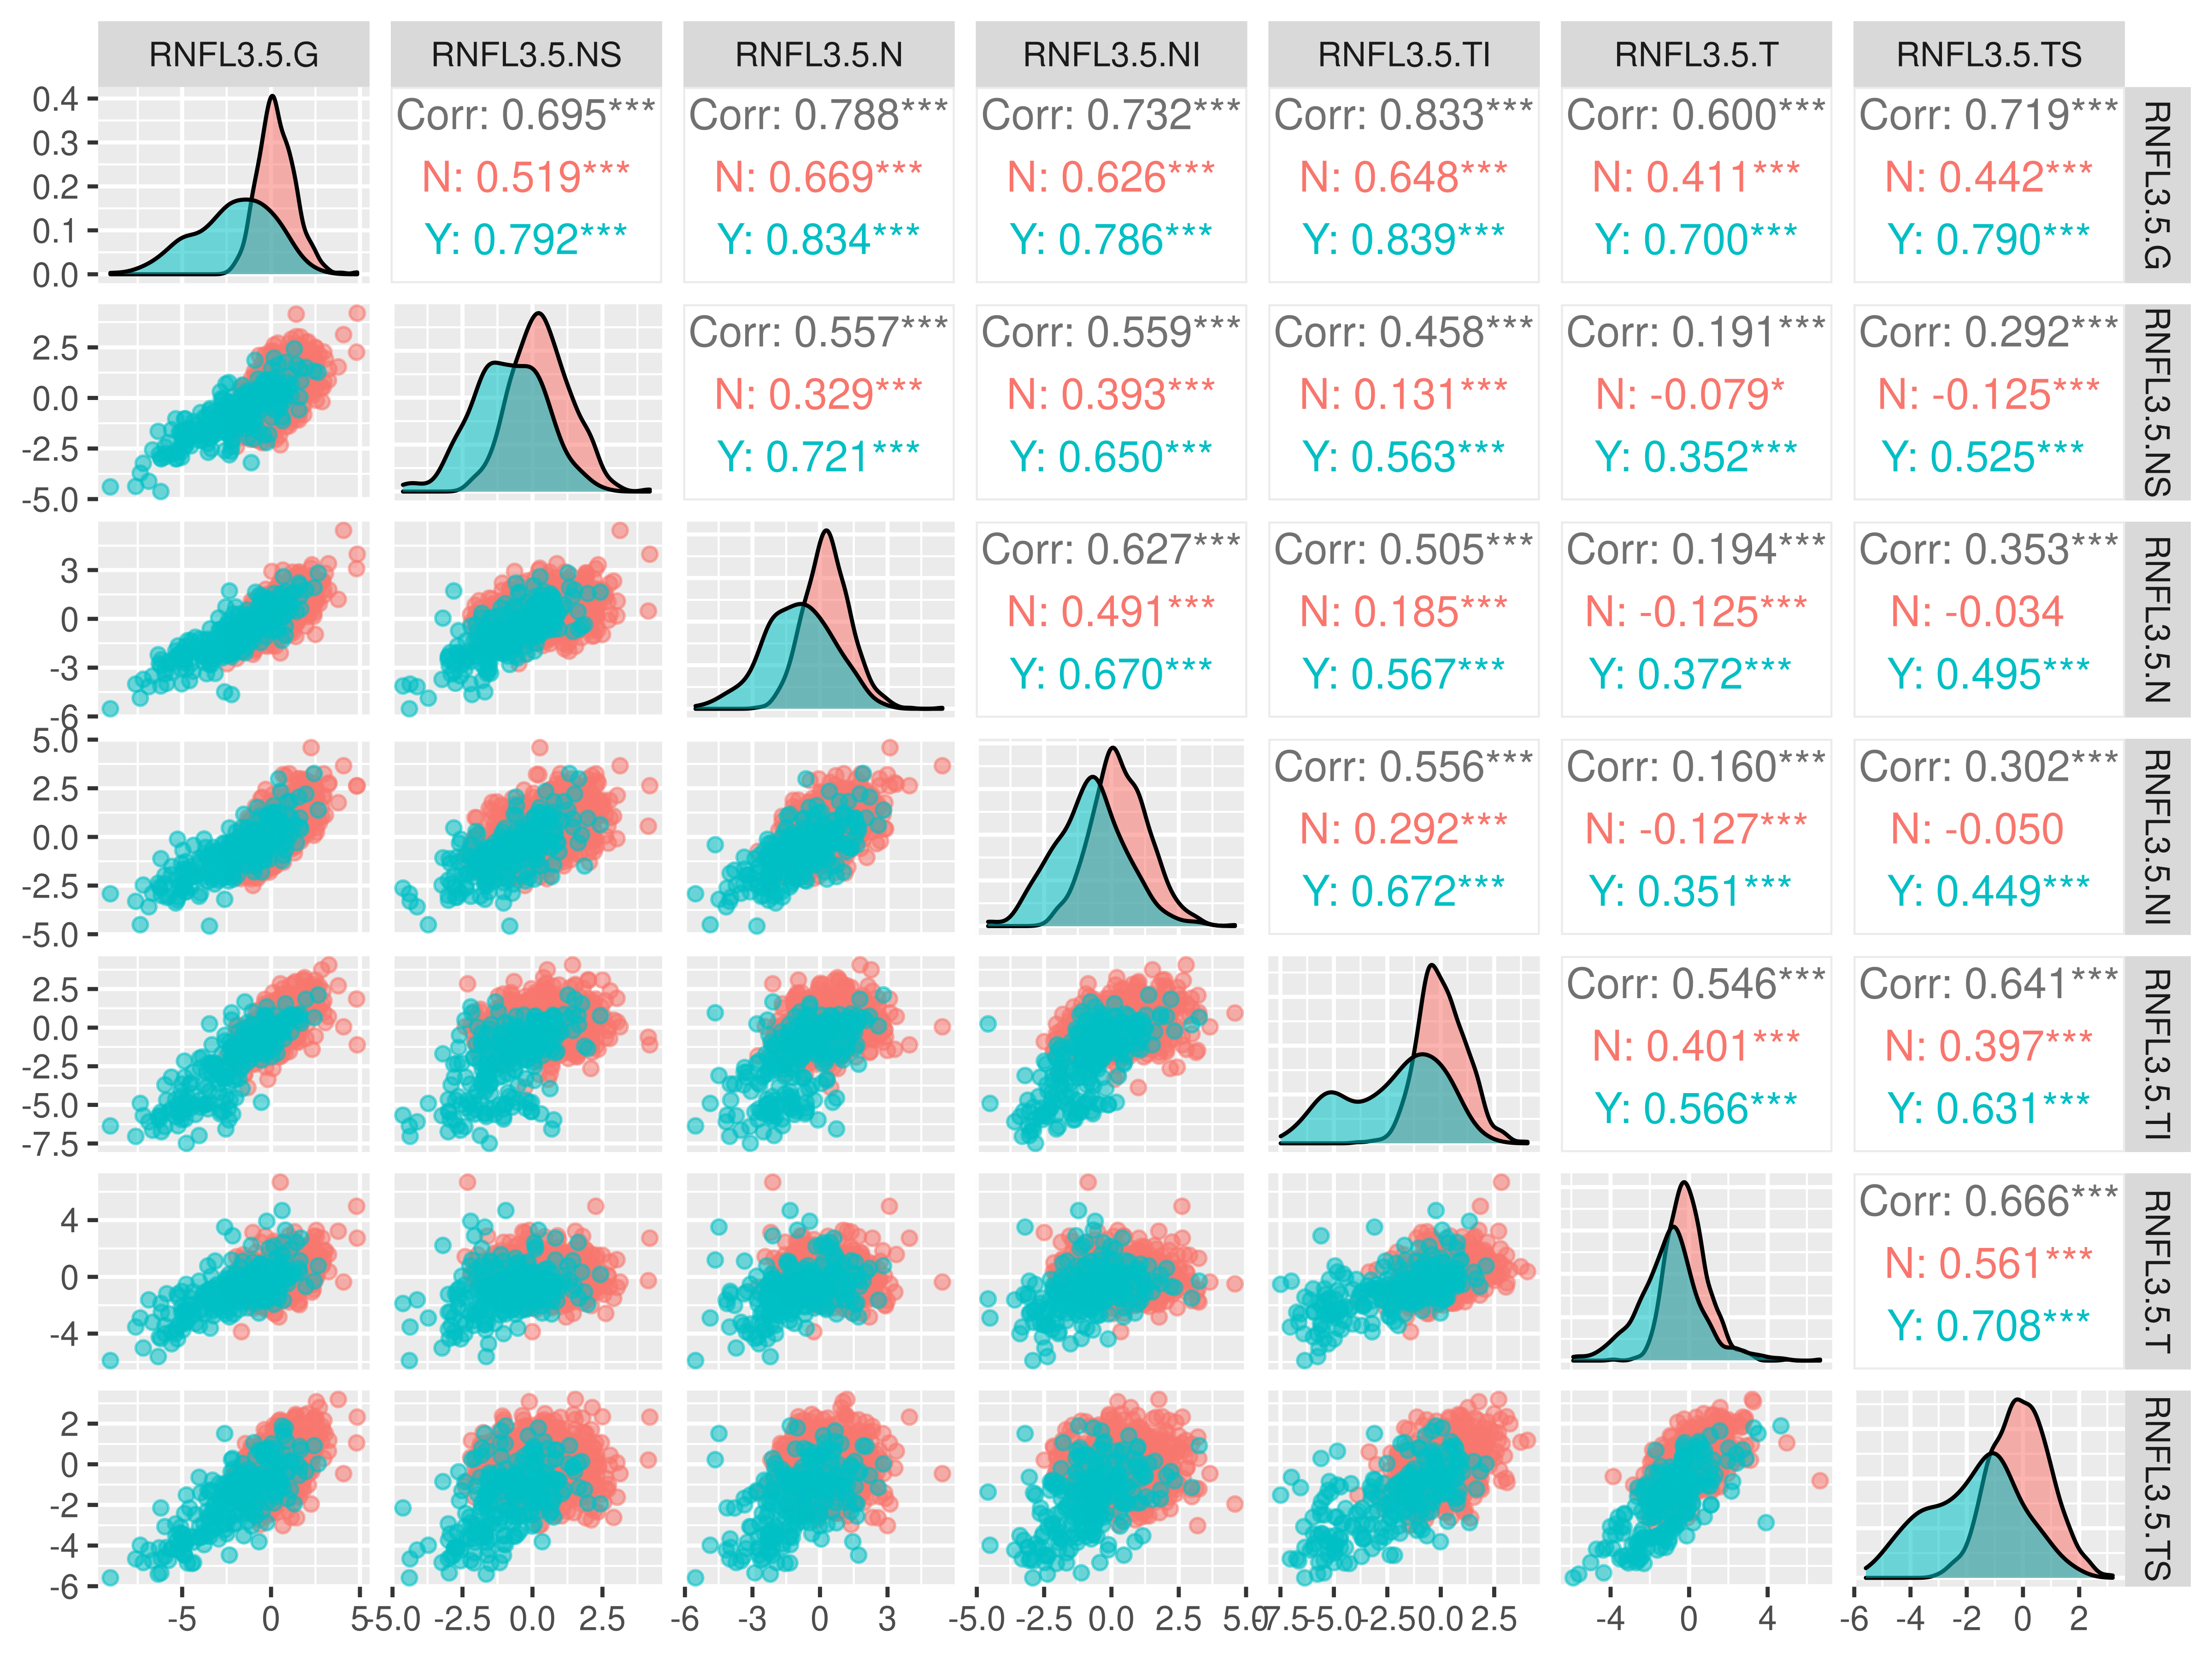 RNFL3.5.G RNFL3.5.NS RNFL3.5.N RNFL3.5.NI RNFL3.5.TI RNFL3.5.T RNFL3.5.TS
0.4
0.3
0.2
0.1
0.0
Corr: 0.695*** Corr: 0.788*** Corr: 0.732*** Corr: 0.833*** Corr: 0.600*** Corr: 0.719***
N: 0.519*** N: 0.669*** N: 0.626*** N: 0.648*** N: 0.411*** N: 0.442***
Y: 0.792*** Y: 0.834*** Y: 0.786*** Y: 0.839*** Y: 0.700*** Y: 0.790***
RNFL3.5.G
2.5
0.0
-2.5
-5.0
Corr: 0.557*** Corr: 0.559*** Corr: 0.458*** Corr: 0.191*** Corr: 0.292***
N: 0.329*** N: 0.393*** N: 0.131*** N: -0.079* N: -0.125***
Y: 0.721*** Y: 0.650*** Y: 0.563*** Y: 0.352*** Y: 0.525***
RNFL3.5.NS
3
0
-3
-6
Corr: 0.627*** Corr: 0.505*** Corr: 0.194*** Corr: 0.353***
N: 0.491*** N: 0.185*** N: -0.125*** N: -0.034
Y: 0.670*** Y: 0.567*** Y: 0.372*** Y: 0.495***
RNFL3.5.N
5.0
2.5
0.0
-2.5
-5.0
Corr: 0.556*** Corr: 0.160*** Corr: 0.302***
N: 0.292*** N: -0.127*** N: -0.050
Y: 0.672*** Y: 0.351*** Y: 0.449***
RNFL3.5.NI
2.5
0.0
-2.5
-5.0
-7.5
Corr: 0.546*** Corr: 0.641***
N: 0.401*** N: 0.397***
Y: 0.566*** Y: 0.631***
RNFL3.5.TI
4
0
-4
Corr: 0.666***
N: 0.561***
Y: 0.708***
RNFL3.5.T
2
0
-2
-4
-6
RNFL3.5.TS
-5 0 5 -5.0 -2.5 0.0 2.5 -6 -3 0 3 -5.0 -2.5 0.0 2.5 5.0 -7.5 -5.0 -2.5 0.0 2.5 -4 0 4 -6 -4 -2 0 2